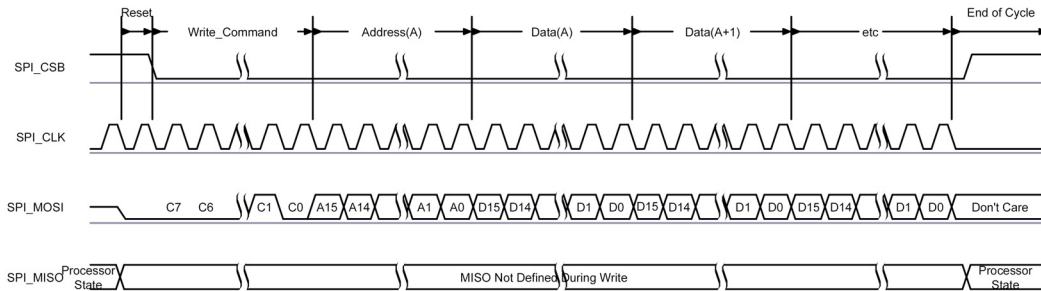 Reset
End of Cycle
Write_Command Address(A) Data(A) Data(A+1) etc
SPI_CSB
SPI_CLK
SPI_MOSI C7 C6 C1 C0 A15 A14 A1 A0 D15 D14 D1 D0 D15 D14 D1 D0 D15 D14 D1 D0 Don't Care
SPI_MISO Processor State MISO Not Defined During Write Processor State